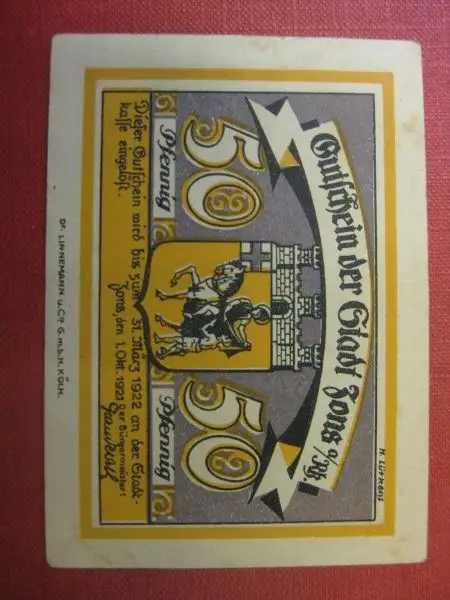 Gutschein der Stadt Zons a/Rh.
H. LÜTKENS
50 50
Pfennig Pfennig
Dieser Gutschein wird bis zum 31. März 1922 an der Stadt-
kasse eingelöst. Zons, den 1. Okt. 1921 Der Bürgermeister:
Dr. LINNEMANN u. Co G.m.b.H. KÖLN.